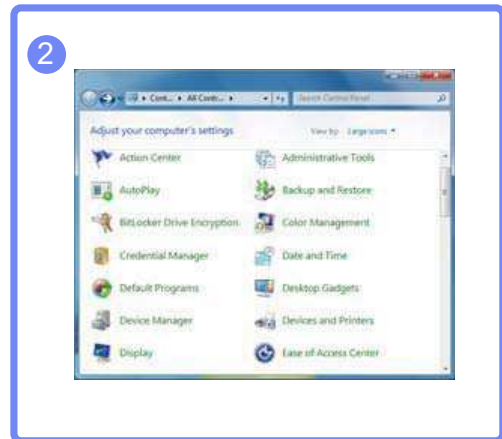 2
Cont... ▸ All Contr... ▸
Search Control Panel
Adjust your computer's settings
View by: Large icons
Action Center
Administrative Tools
AutoPlay
Backup and Restore
BitLocker Drive Encryption
Color Management
Credential Manager
Date and Time
Default Programs
Desktop Gadgets
Device Manager
Devices and Printers
Display
Ease of Access Center